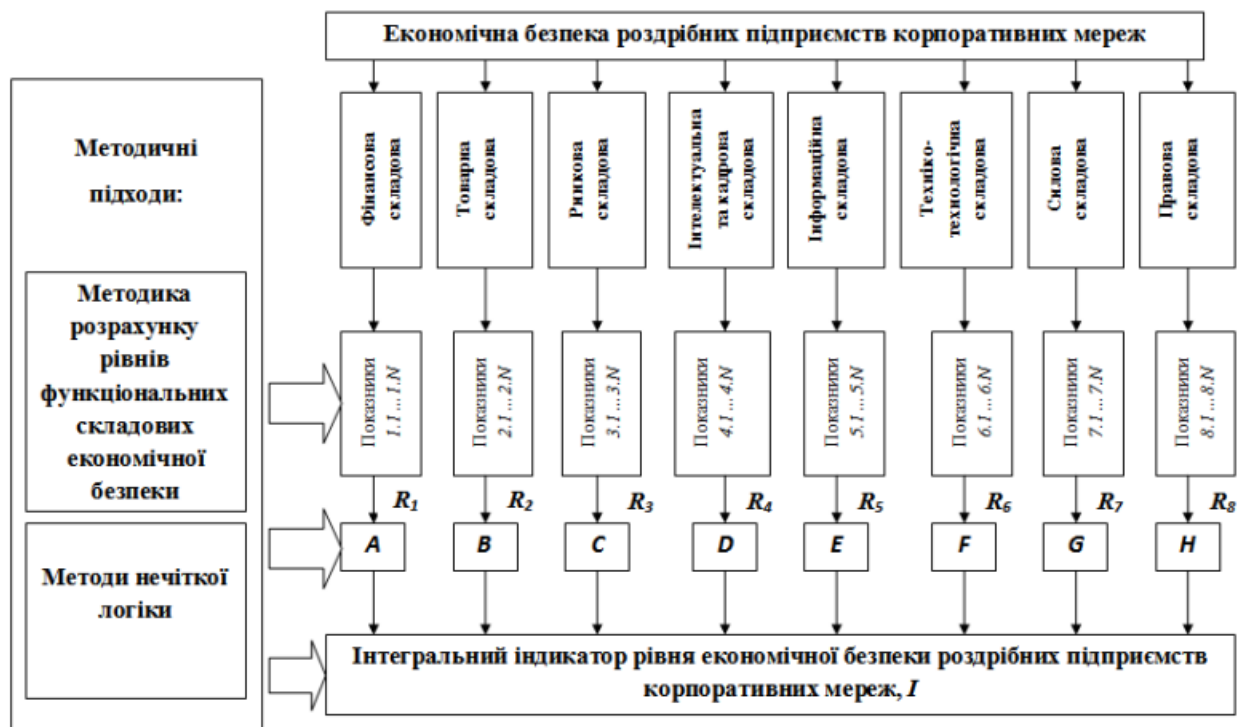 Економічна безпека роздрібних підприємств корпоративних мереж
Методичні
підходи:
Фінансова
складова
Товарна
складова
Ринкова
складова
Інтелектуальна
та кадрова
складова
Інформаційна
складова
Техніко-
технологічна
складова
Силова
складова
Правова
складова
Методика
розрахунку
рівнів
функціональних
складових
економічної
безпеки
Показники
1.1 ... 1.N
Показники
2.1 ... 2.N
Показники
3.1 ... 3.N
Показники
4.1 ... 4.N
Показники
5.1 ... 5.N
Показники
6.1 ... 6.N
Показники
7.1 ... 7.N
Показники
8.1 ... 8.N
R₁ R₂ R₃ R₄ R₅ R₆ R₇ R₈
A B C D E F G H
Методи нечіткої
логіки
Інтегральний індикатор рівня економічної безпеки роздрібних підприємств
корпоративних мереж, I